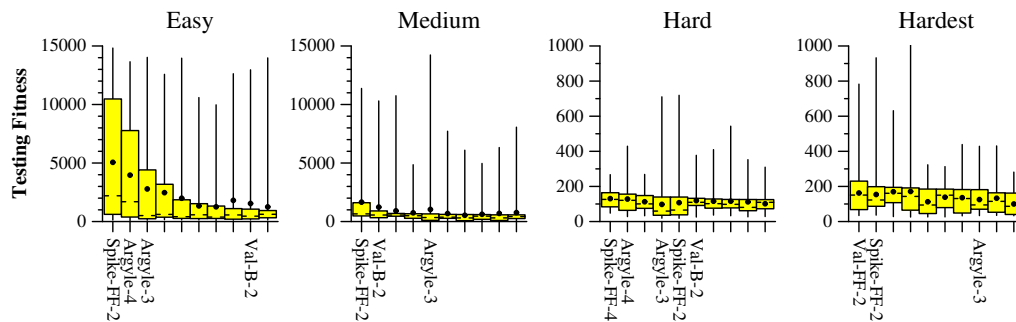 Easy
Medium
Hard
Hardest
Testing Fitness
15000
10000
5000
0
Spike-FF-2
Argyle-4
Argyle-3
Val-B-2
15000
10000
5000
0
Spike-FF-2
Val-B-2
Argyle-3
1000
800
600
400
200
0
Spike-FF-4
Argyle-4
Argyle-3
Spike-FF-2
Val-B-2
1000
800
600
400
200
0
Val-FF-2
Spike-FF-2
Argyle-3